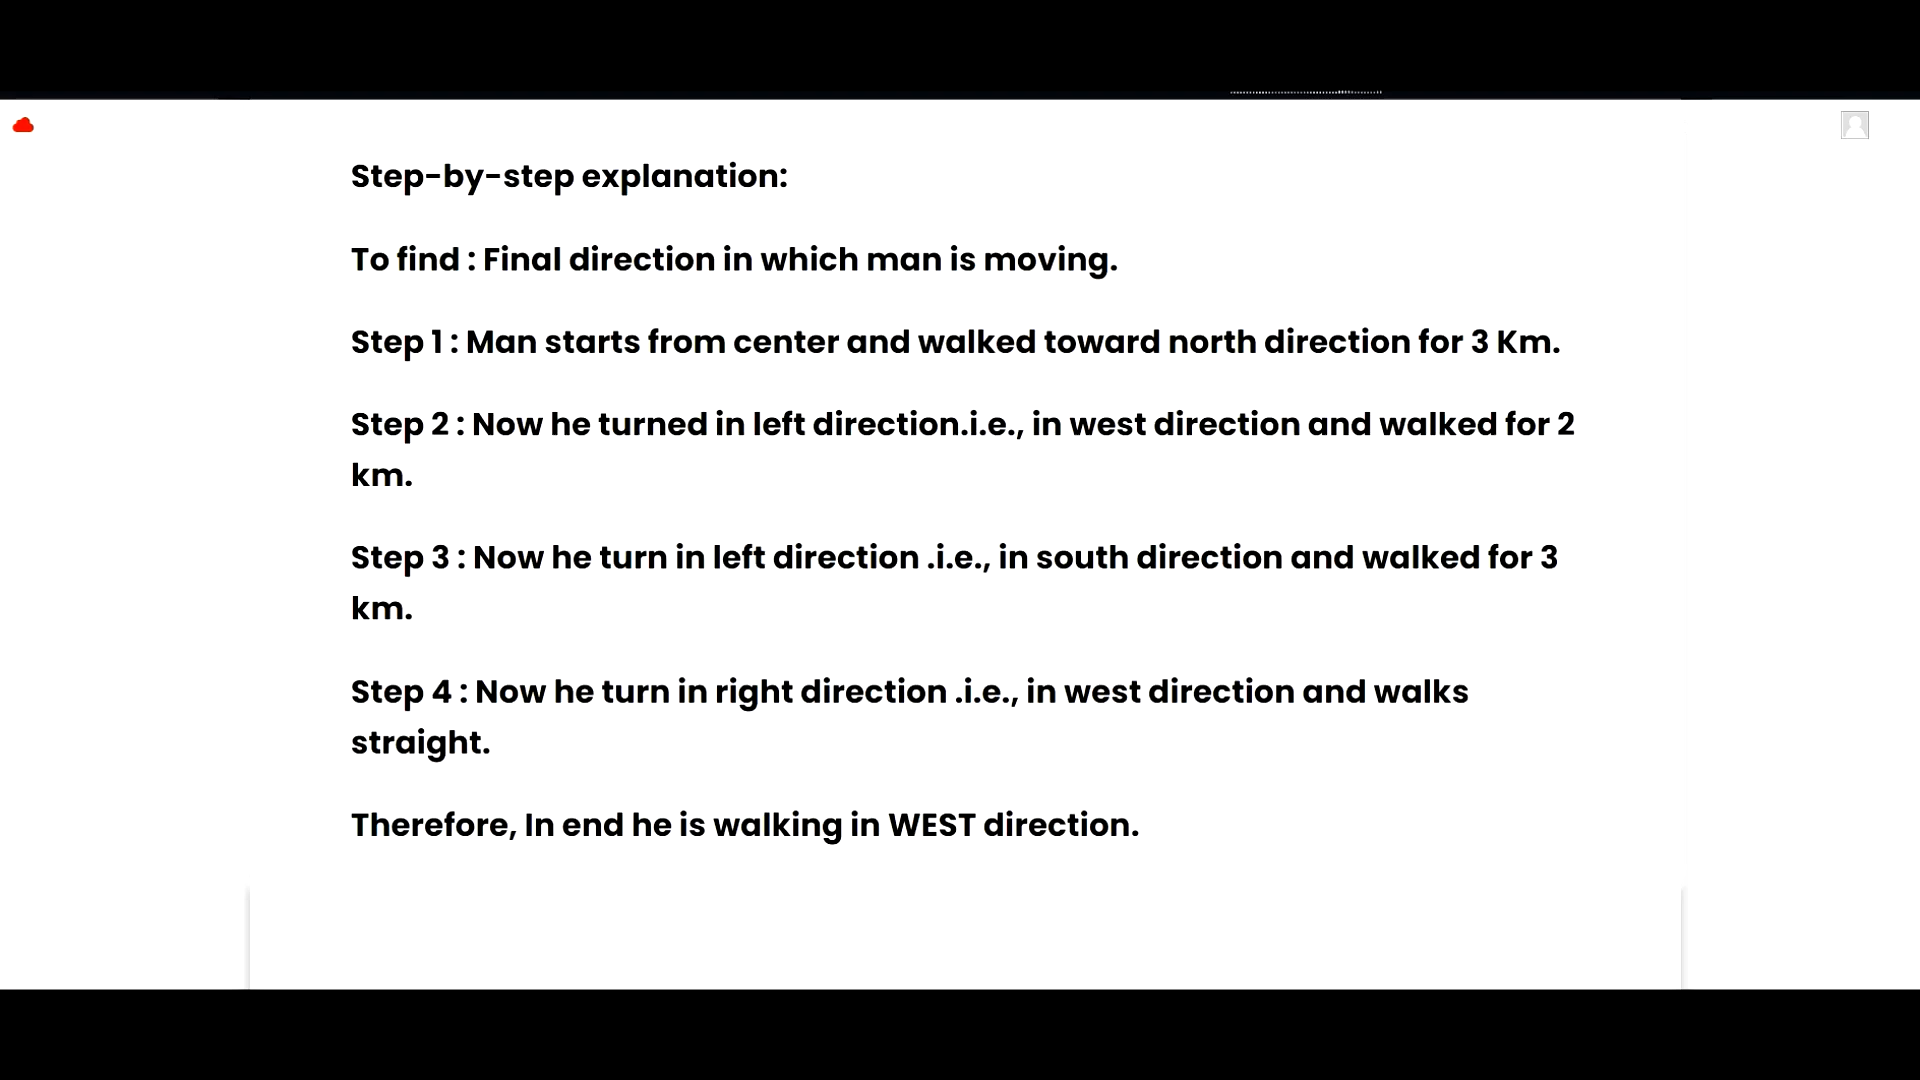 Step-by-step explanation:
To find : Final direction in which man is moving.
Step 1 : Man starts from center and walked toward north direction for 3 Km.
Step 2 : Now he turned in left direction.i.e., in west direction and walked for 2
km.
Step 3 : Now he turn in left direction .i.e., in south direction and walked for 3
km.
Step 4 : Now he turn in right direction .i.e., in west direction and walks
straight.
Therefore, In end he is walking in WEST direction.